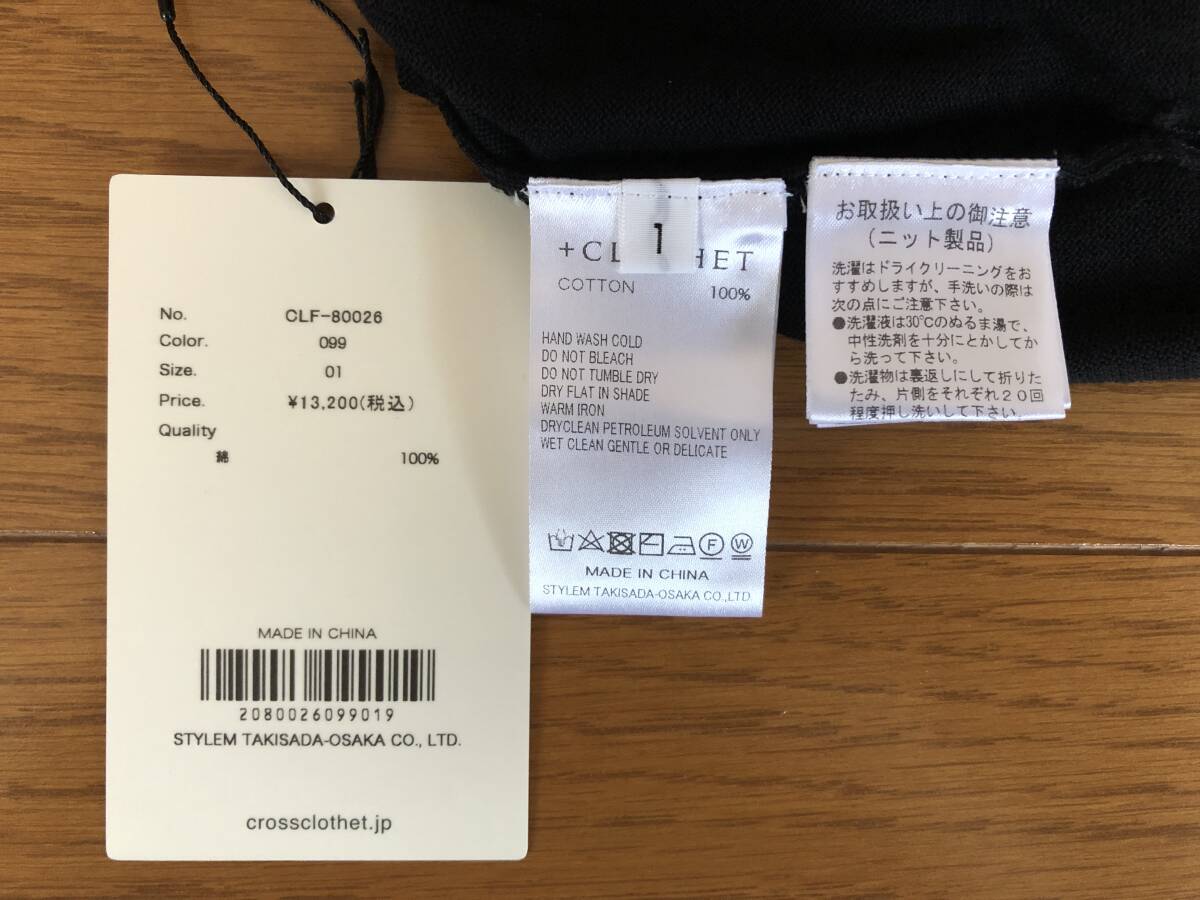 No. CLF-80026
Color. 099
Size. 01
Price. ¥13,200(税込)
Quality
綿 100%
MADE IN CHINA
2080026099019
STYLEM TAKISADA-OSAKA CO., LTD.
crossclothet.jp
1
+CL HET
COTTON 100%
HAND WASH COLD
DO NOT BLEACH
DO NOT TUMBLE DRY
DRY FLAT IN SHADE
WARM IRON
DRYCLEAN PETROLEUM SOLVENT ONLY
WET CLEAN GENTLE OR DELICATE
F W
MADE IN CHINA
STYLEM TAKISADA-OSAKA CO.,LTD.
お取扱い上の御注意
(ニット製品)
洗濯はドライクリーニングをお
すすめしますが、手洗いの際は
次の点にご注意下さい。
●洗濯液は30℃のぬるま湯で、
中性洗剤を十分にとかしてか
ら洗って下さい。
●洗濯物は裏返しにして折りた
たみ、片側をそれぞれ20回
程度押し洗いして下さい。